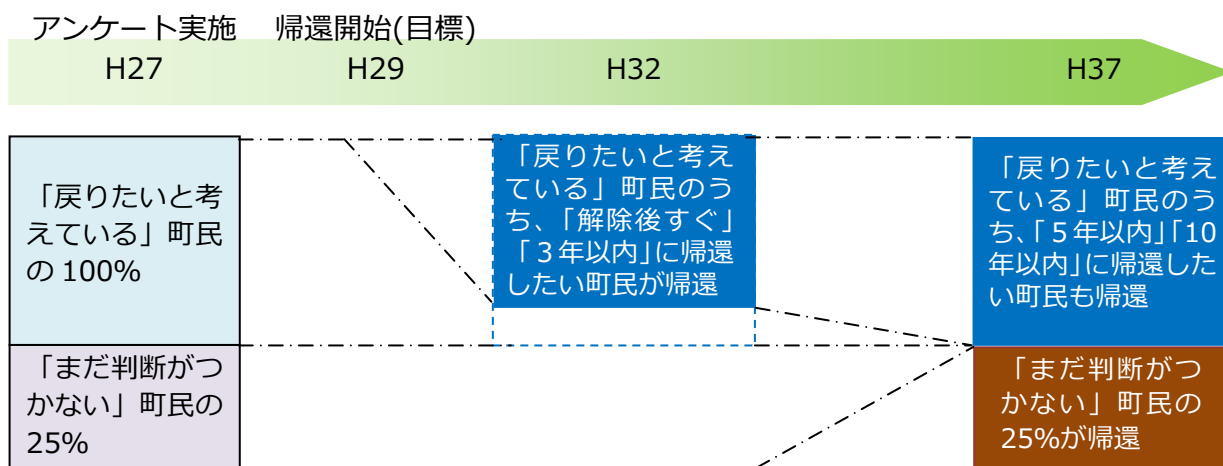 アンケート実施　帰還開始(目標)
H27　H29　H32　H37
「戻りたいと考
えている」町民
の 100%
「まだ判断がつ
かない」町民の
25%
「戻りたいと考え
ている」町民のう
ち、「解除後すぐ」
「３年以内」に帰還
したい町民が帰還
「戻りたいと考え
ている」町民のう
ち、「５年以内」「10
年以内」に帰還した
い町民も帰還
「まだ判断がつ
かない」町民の
25%が帰還